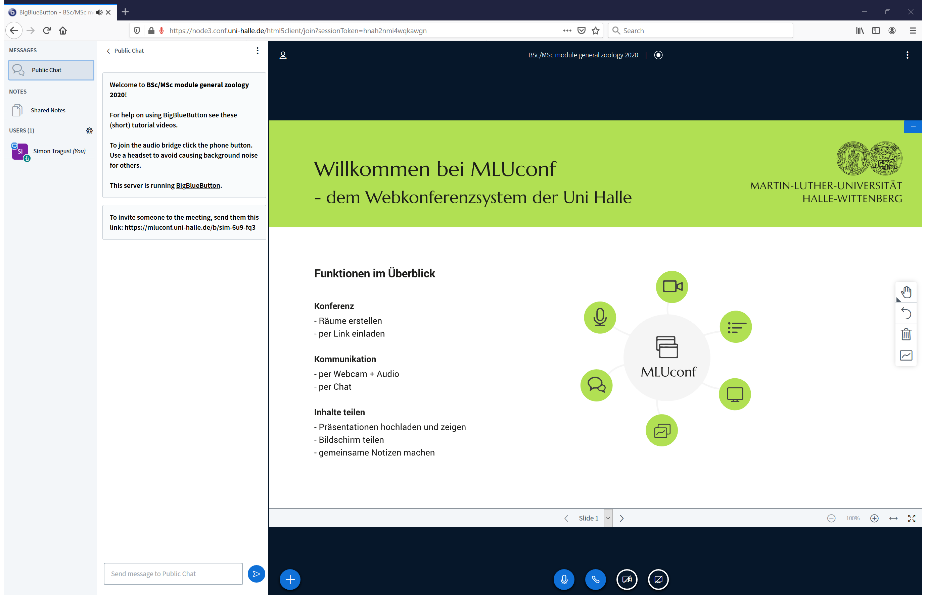 BigBlueButton - BSc/MSc m
https://node3.conf.uni-halle.de/html5client/join?sessionToken=hnah2nmi4wqkawgn
Search
MESSAGES
Public Chat
NOTES
Shared Notes
USERS (1)
SI
Simon Tragust (You)
Public Chat
Welcome to BSc/MSc module general zoology
2020!
For help on using BigBlueButton see these
(short) tutorial videos.
To join the audio bridge click the phone button.
Use a headset to avoid causing background noise
for others.
This server is running BigBlueButton.
To invite someone to the meeting, send them this
link: https://mluconf.uni-halle.de/b/sim-6u9-fq3
Send message to Public Chat
BSc/MSc module general zoology 2020
Willkommen bei MLUconf
- dem Webkonferenzsystem der Uni Halle
MARTIN-LUTHER-UNIVERSITÄT
HALLE-WITTENBERG
Funktionen im Überblick
Konferenz
- Räume erstellen
- per Link einladen
Kommunikation
- per Webcam + Audio
- per Chat
Inhalte teilen
- Präsentationen hochladen und zeigen
- Bildschirm teilen
- gemeinsame Notizen machen
MLUconf
Slide 1
100%